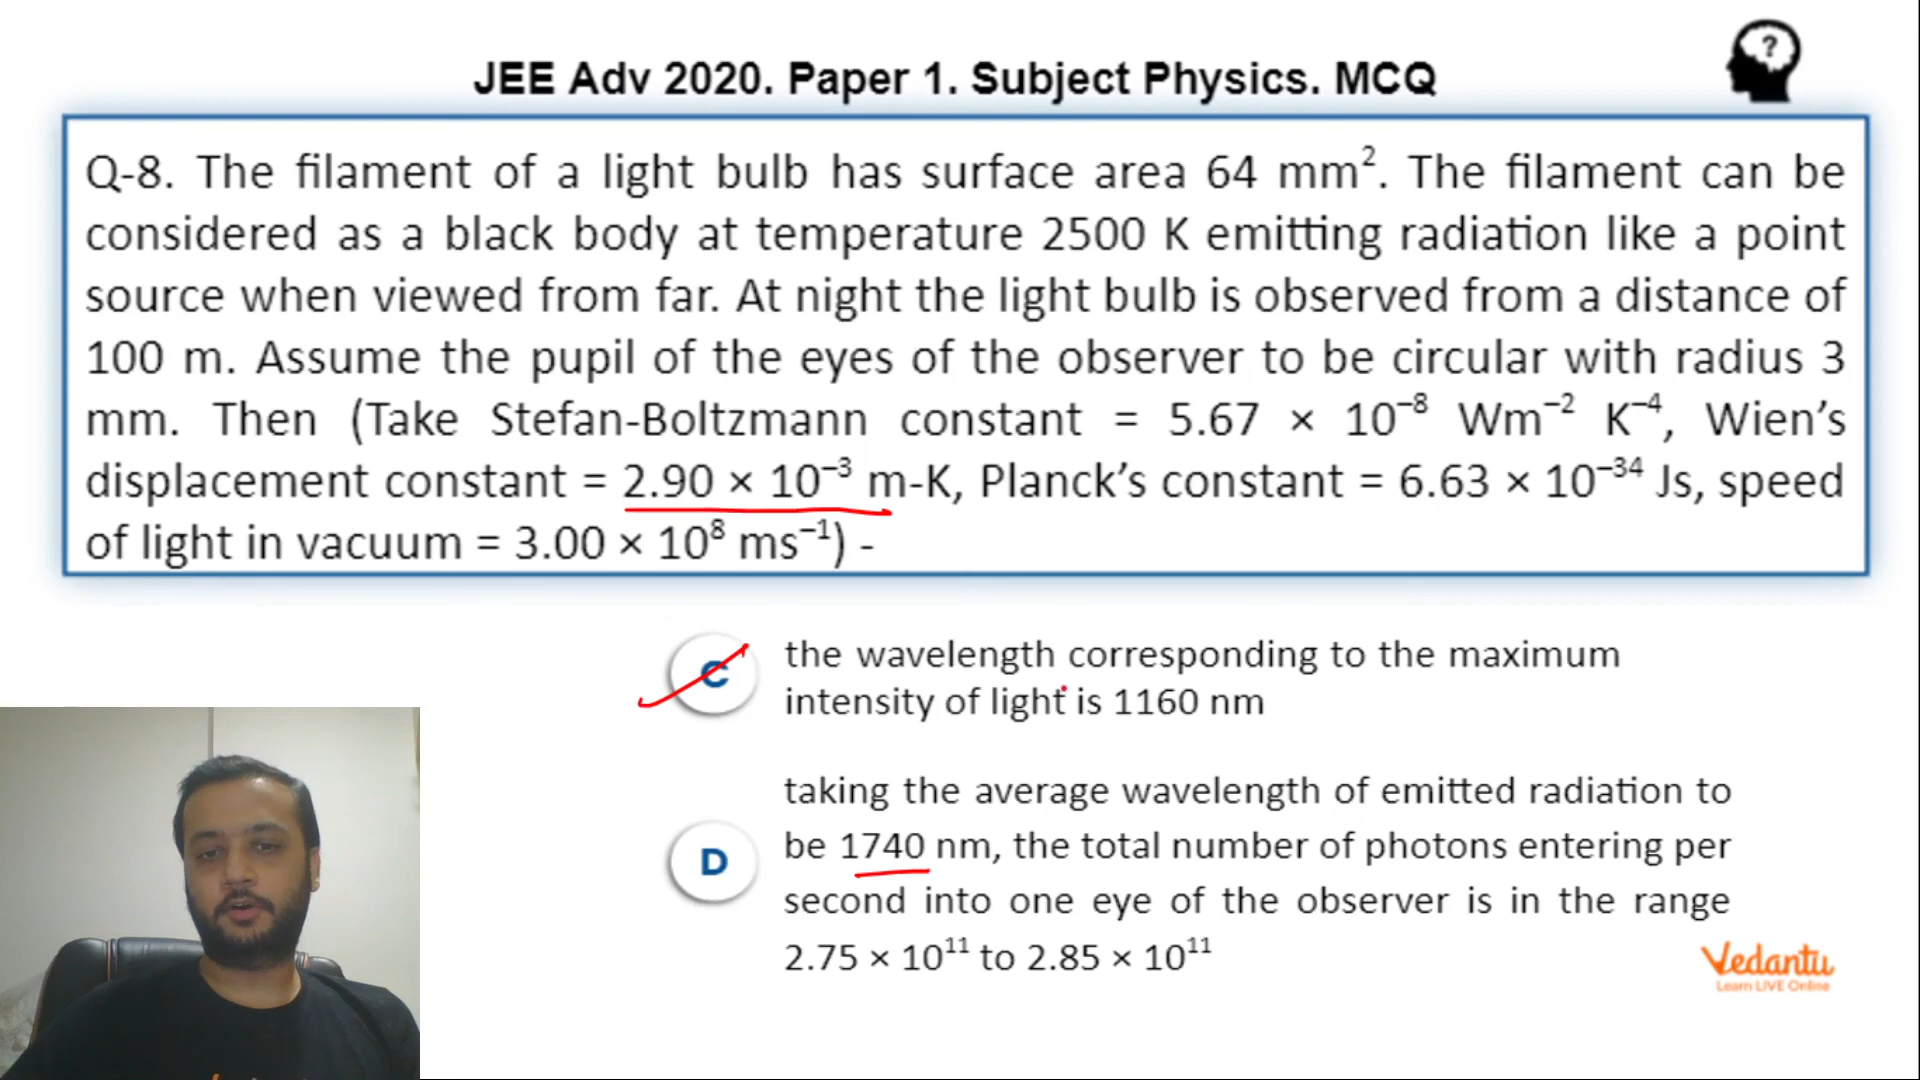 JEE Adv 2020. Paper 1. Subject Physics. MCQ
?
Q-8. The filament of a light bulb has surface area 64 mm². The filament can be
considered as a black body at temperature 2500 K emitting radiation like a point
source when viewed from far. At night the light bulb is observed from a distance of
100 m. Assume the pupil of the eyes of the observer to be circular with radius 3
mm. Then (Take Stefan-Boltzmann constant = 5.67 × 10⁻⁸ Wm⁻² K⁻⁴, Wien’s
displacement constant = 2.90 × 10⁻³ m-K, Planck’s constant = 6.63 × 10⁻³⁴ Js, speed
of light in vacuum = 3.00 × 10⁸ ms⁻¹) -
C
the wavelength corresponding to the maximum
intensity of light is 1160 nm
taking the average wavelength of emitted radiation to
D
be 1740 nm, the total number of photons entering per
second into one eye of the observer is in the range
2.75 × 10¹¹ to 2.85 × 10¹¹
Vedantu
Learn LIVE Online